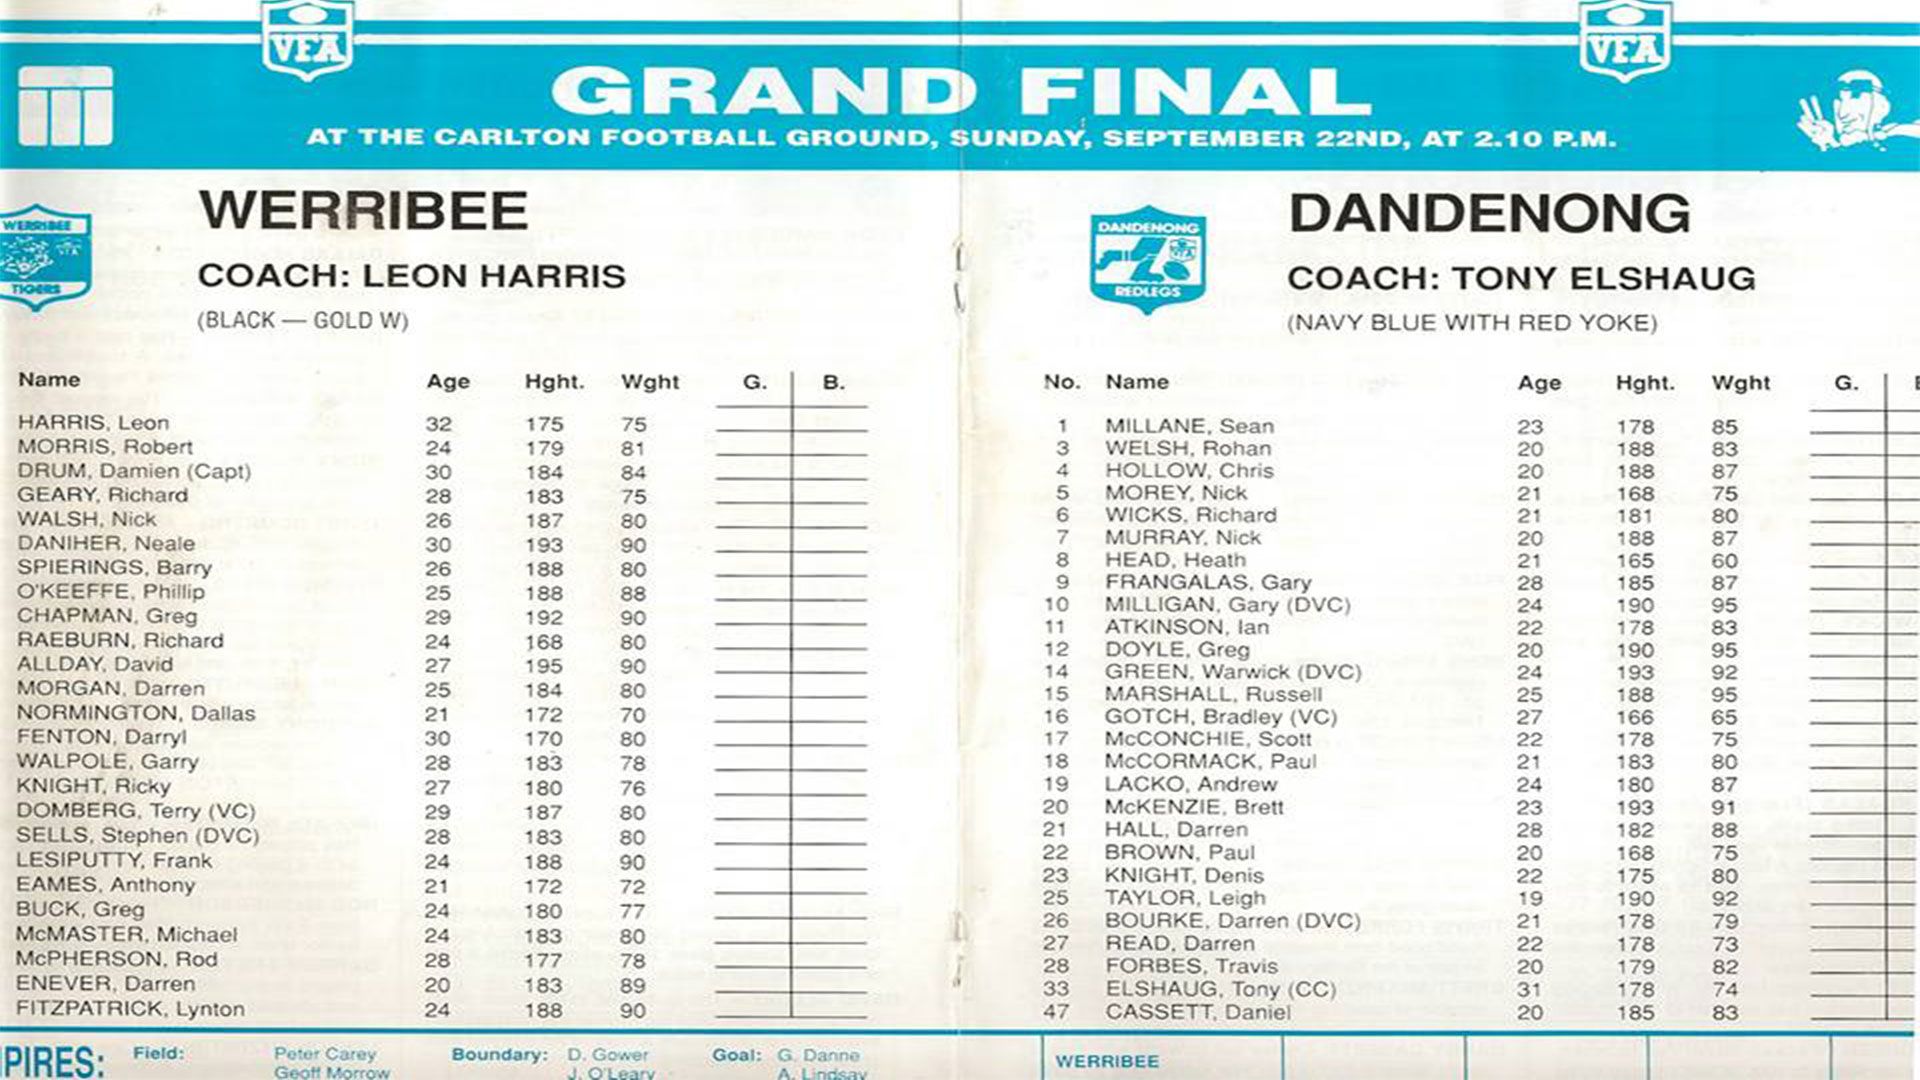 VFA
VFA
GRAND FINAL
AT THE CARLTON FOOTBALL GROUND, SUNDAY, SEPTEMBER 22ND, AT 2.10 P.M.
WERRIBEE
TIGERS
WERRIBEE
COACH: LEON HARRIS
(BLACK — GOLD W)
Name Age Hght. Wght G. B.
HARRIS, Leon 32 175 75
MORRIS, Robert 24 179 81
DRUM, Damien (Capt) 30 184 84
GEARY, Richard 28 183 75
WALSH, Nick 26 187 80
DANIHER, Neale 30 193 90
SPIERINGS, Barry 26 188 80
O'KEEFFE, Phillip 25 188 88
CHAPMAN, Greg 29 192 90
RAEBURN, Richard 24 168 80
ALLDAY, David 27 195 90
MORGAN, Darren 25 184 80
NORMINGTON, Dallas 21 172 70
FENTON, Darryl 30 170 80
WALPOLE, Garry 28 183 78
KNIGHT, Ricky 27 180 76
DOMBERG, Terry (VC) 29 187 80
SELLS, Stephen (DVC) 28 183 80
LESIPUTTY, Frank 24 188 90
EAMES, Anthony 21 172 72
BUCK, Greg 24 180 77
McMASTER, Michael 24 183 80
McPHERSON, Rod 28 177 78
ENEVER, Darren 20 183 89
FITZPATRICK, Lynton 24 188 90
PIRES: Field: Peter Carey Boundary: D. Gower Goal: G. Danne
Geoff Morrow J. O'Leary A. Lindsay
DANDENONG
VFA
REDLEGS
DANDENONG
COACH: TONY ELSHAUG
(NAVY BLUE WITH RED YOKE)
No. Name Age Hght. Wght G.
1 MILLANE, Sean 23 178 85
3 WELSH, Rohan 20 188 83
4 HOLLOW, Chris 20 188 87
5 MOREY, Nick 21 168 75
6 WICKS, Richard 21 181 80
7 MURRAY, Nick 20 188 87
8 HEAD, Heath 21 165 60
9 FRANGALAS, Gary 28 185 87
10 MILLIGAN, Gary (DVC) 24 190 95
11 ATKINSON, Ian 22 178 83
12 DOYLE, Greg 20 190 95
14 GREEN, Warwick (DVC) 24 193 92
15 MARSHALL, Russell 25 188 95
16 GOTCH, Bradley (VC) 27 166 65
17 McCONCHIE, Scott 22 178 75
18 McCORMACK, Paul 21 183 80
19 LACKO, Andrew 24 180 87
20 McKENZIE, Brett 23 193 91
21 HALL, Darren 28 182 88
22 BROWN, Paul 20 168 75
23 KNIGHT, Denis 22 175 80
25 TAYLOR, Leigh 19 190 92
26 BOURKE, Darren (DVC) 21 178 79
27 READ, Darren 22 178 73
28 FORBES, Travis 20 179 82
33 ELSHAUG, Tony (CC) 31 178 74
47 CASSETT, Daniel 20 185 83
WERRIBEE